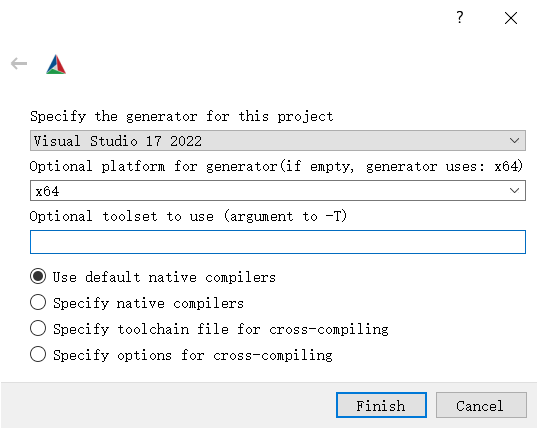 ?
Specify the generator for this project
Visual Studio 17 2022
Optional platform for generator(if empty, generator uses: x64)
x64
Optional toolset to use (argument to -T)
Use default native compilers
Specify native compilers
Specify toolchain file for cross-compiling
Specify options for cross-compiling
Finish Cancel